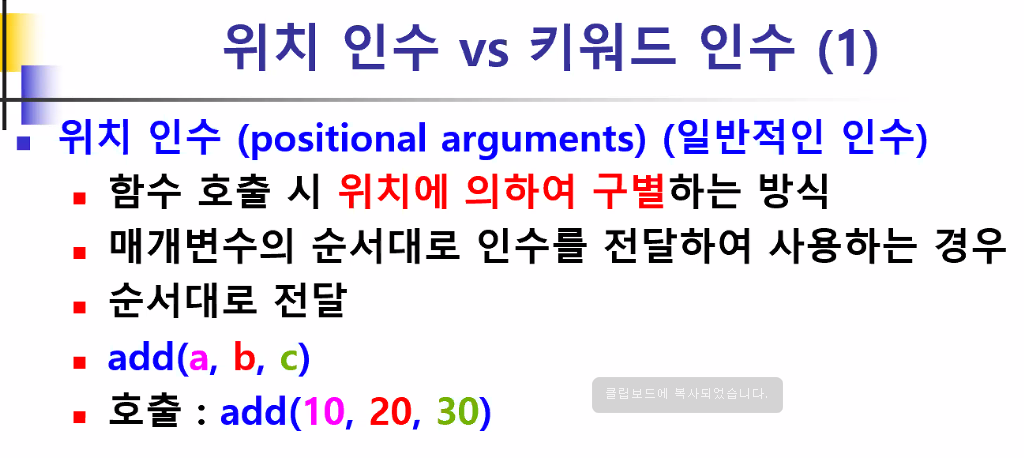 위치 인수 vs 키워드 인수 (1)
위치 인수 (positional arguments) (일반적인 인수)
함수 호출 시 위치에 의하여 구별하는 방식
매개변수의 순서대로 인수를 전달하여 사용하는 경우
순서대로 전달
add(a, b, c)
클립보드에 복사되었습니다.
호출 : add(10, 20, 30)